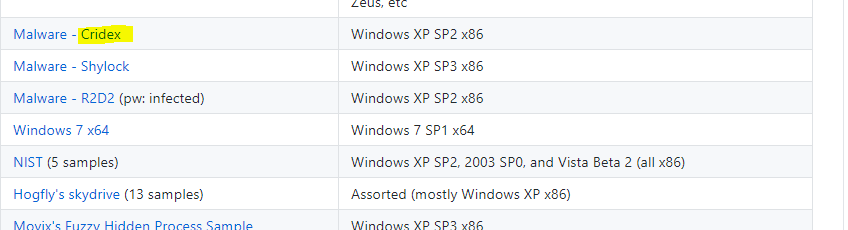 Zeus, etc
Malware - Cridex Windows XP SP2 x86
Malware - Shylock Windows XP SP3 x86
Malware - R2D2 (pw: infected) Windows XP SP2 x86
Windows 7 x64 Windows 7 SP1 x64
NIST (5 samples) Windows XP SP2, 2003 SP0, and Vista Beta 2 (all x86)
Hogfly's skydrive (13 samples) Assorted (mostly Windows XP x86)
Moyix's Fuzzy Hidden Process Sample Windows XP SP3 x86